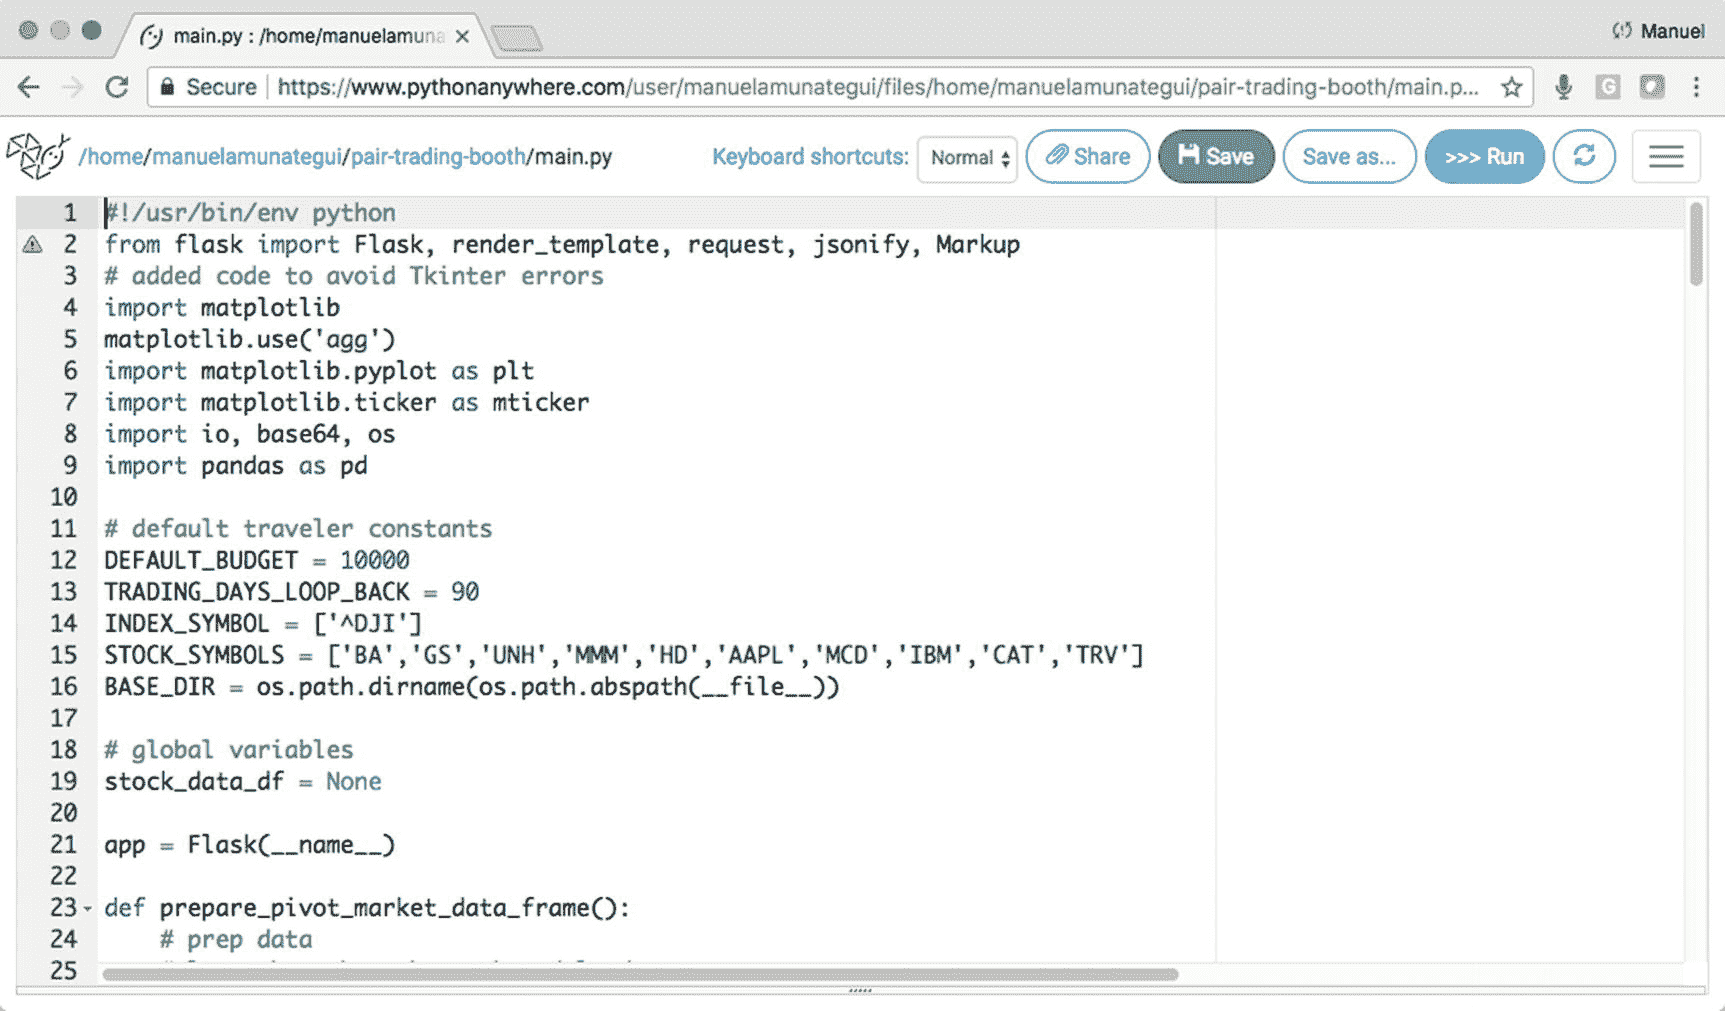 main.py : /home/manuelamuna
Manuel
Secure https://www.pythonanywhere.com/user/manuelamunategui/files/home/manuelamunategui/pair-trading-booth/main.p...
G
/home/manuelamunategui/pair-trading-booth/main.py Keyboard shortcuts: Normal Share Save Save as... >>> Run
1 #!/usr/bin/env python
2 from flask import Flask, render_template, request, jsonify, Markup
3 # added code to avoid Tkinter errors
4 import matplotlib
5 matplotlib.use('agg')
6 import matplotlib.pyplot as plt
7 import matplotlib.ticker as mticker
8 import io, base64, os
9 import pandas as pd
10
11 # default traveler constants
12 DEFAULT_BUDGET = 10000
13 TRADING_DAYS_LOOP_BACK = 90
14 INDEX_SYMBOL = ['^DJI']
15 STOCK_SYMBOLS = ['BA','GS','UNH','MMM','HD','AAPL','MCD','IBM','CAT','TRV']
16 BASE_DIR = os.path.dirname(os.path.abspath(__file__))
17
18 # global variables
19 stock_data_df = None
20
21 app = Flask(__name__)
22
23 def prepare_pivot_market_data_frame():
24 # prep data
25